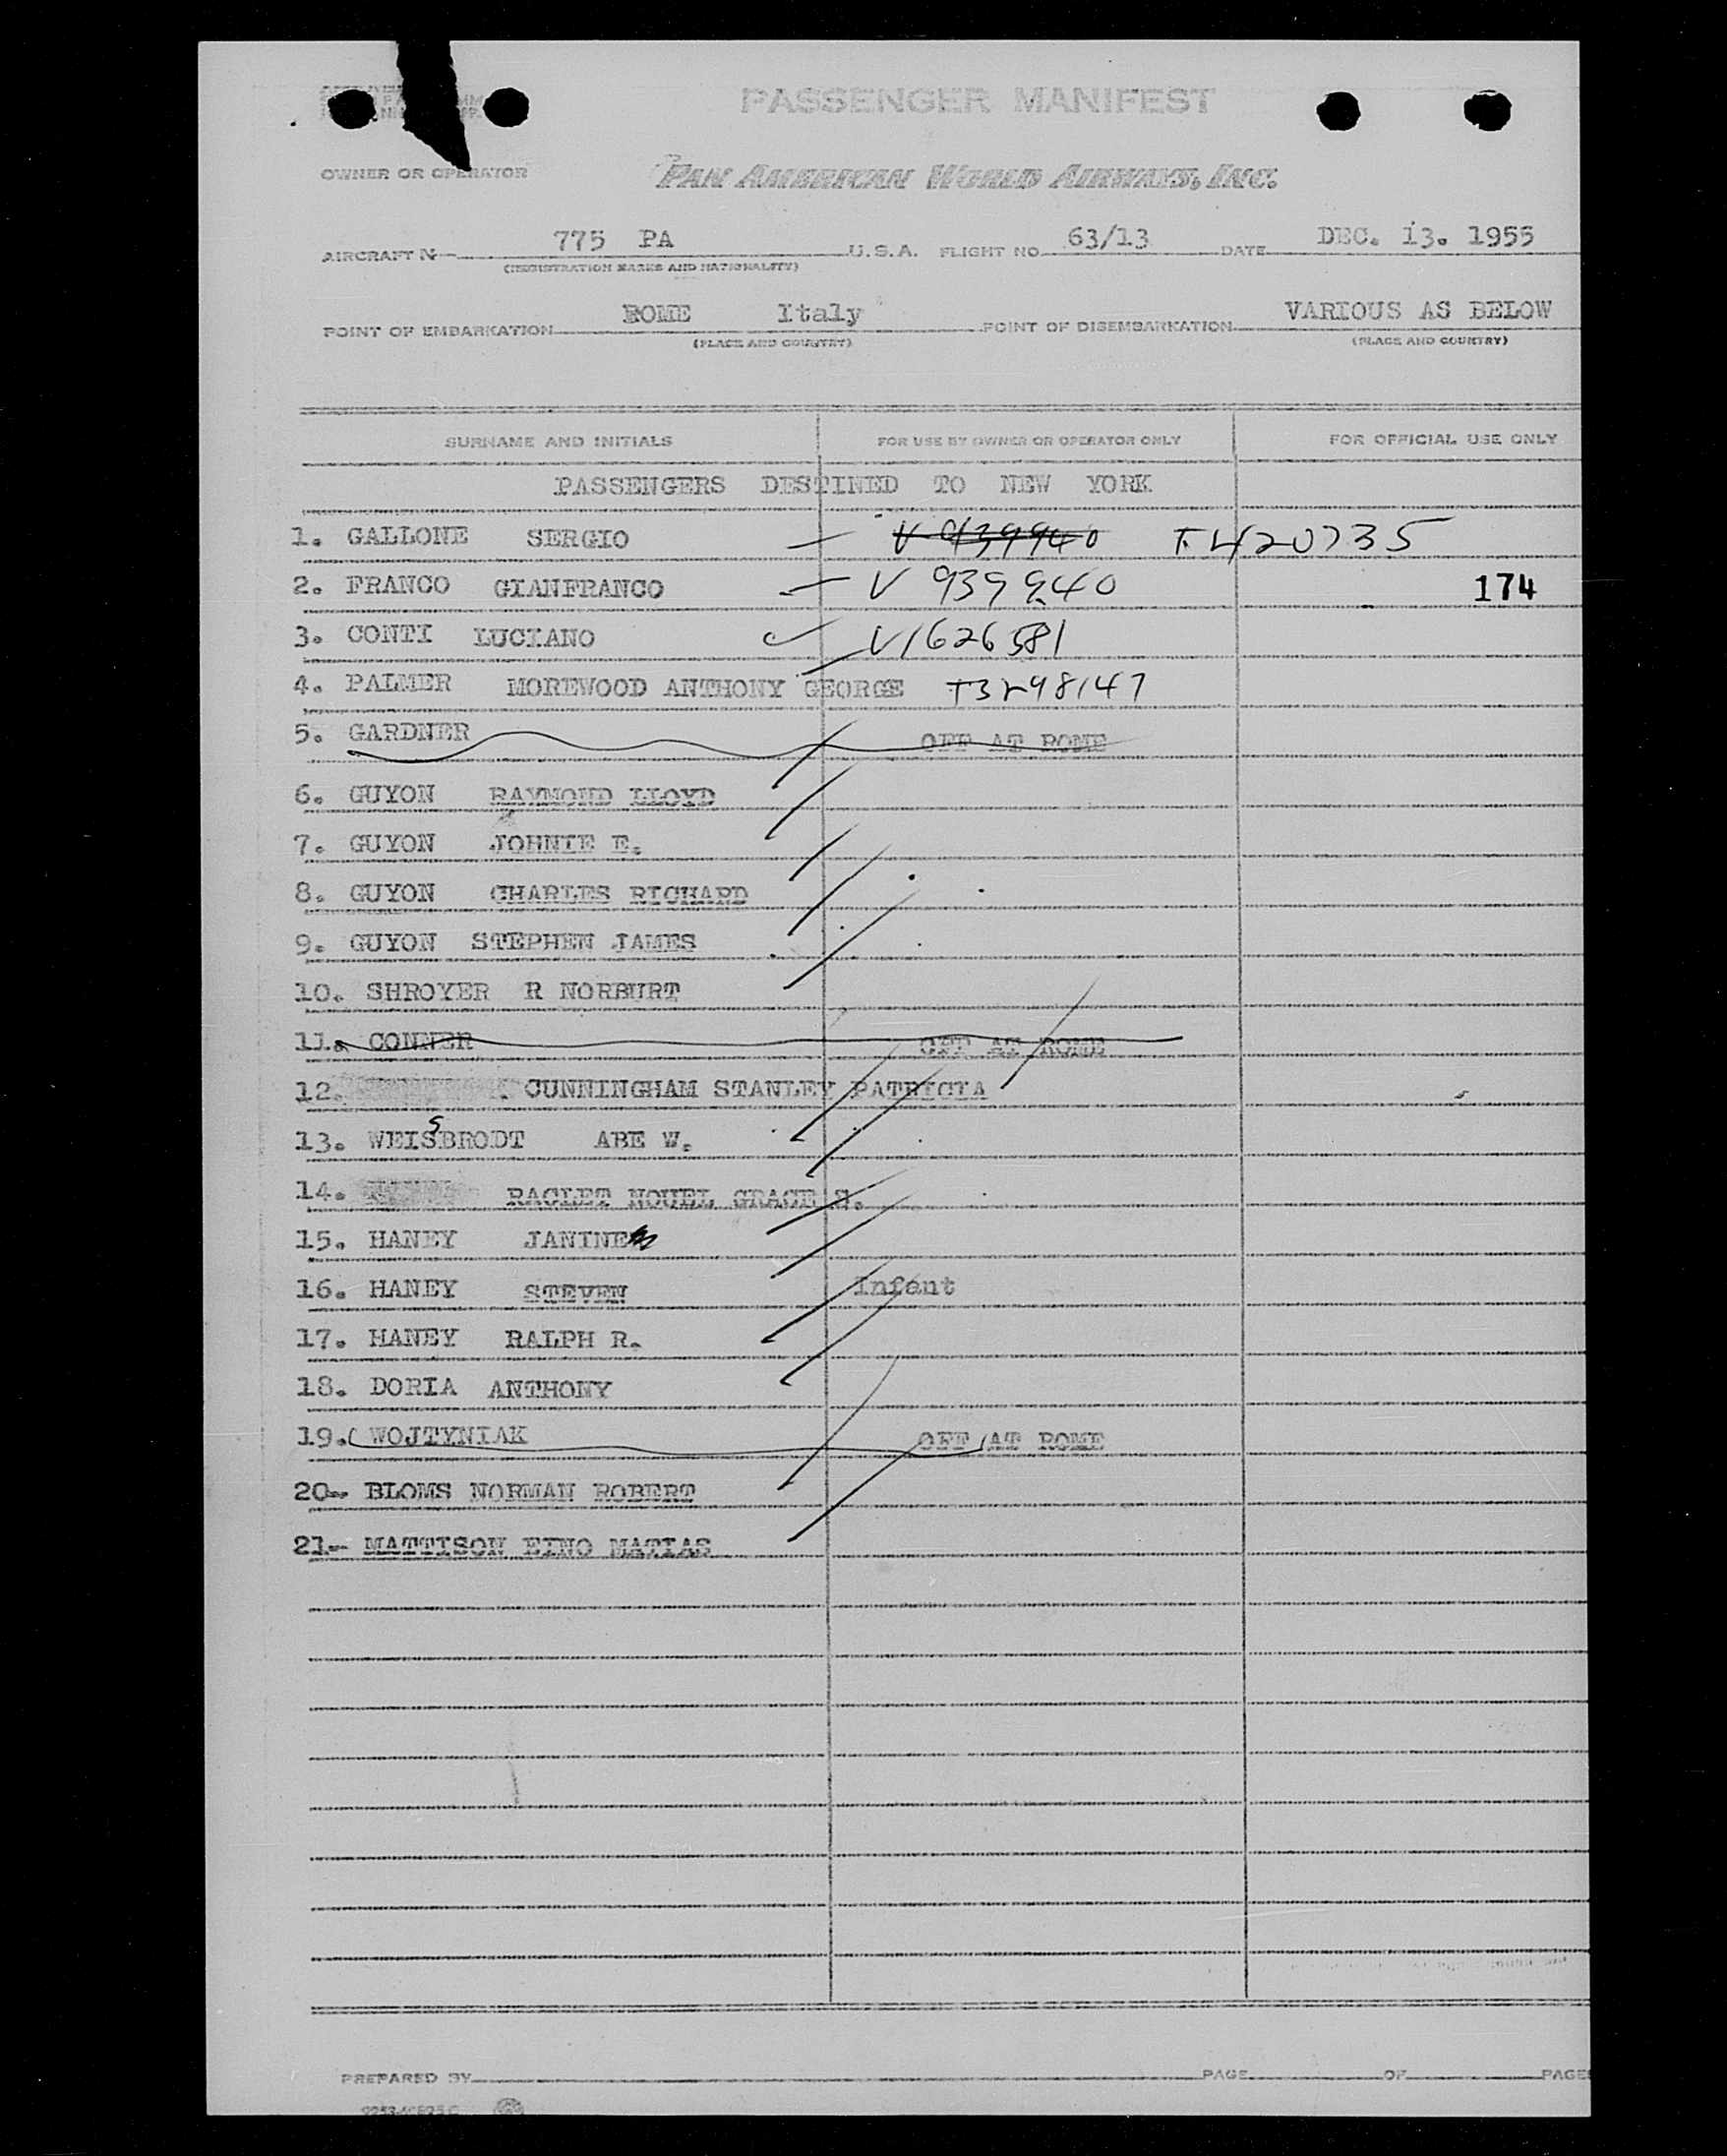 PASSENGER MANIFEST
OWNER OR OPERATOR PAN AMERICAN WORLD AIRWAYS, INC.
AIRCRAFT N- 775 PA U.S.A. FLIGHT NO. 63/13 DATE DEC. 13. 1955
(REGISTRATION MARKS AND NATIONALITY)
POINT OF EMBARKATION ROME Italy POINT OF DISEMBARKATION VARIOUS AS BELOW
(PLACE AND COUNTRY) (PLACE AND COUNTRY)
SURNAME AND INITIALS FOR USE BY OWNER OR OPERATOR ONLY FOR OFFICIAL USE ONLY
PASSENGERS DESTINED TO NEW YORK
1. GALLONE SERGIO V 939940 T420735
2. FRANCO GIANFRANCO V 939940 174
3. CONTI LUCIANO V1626581
4. PALMER MOREWOOD ANTHONY GEORGE T3298147
5. GARDNER OFF AT ROME
6. GUYON RAYMOND LLOYD
7. GUYON JOHNIE E.
8. GUYON CHARLES RICHARD
9. GUYON STEPHEN JAMES
10. SHROYER R NORBURT
11. CONNER OFF AT ROME
12. CUNNINGHAM STANLEY PATRICIA
13. WEISSBRODT ABE W.
14. RACLET NOUEL GRACE S.
15. HANEY JANINE
16. HANEY STEVEN Infant
17. HANEY RALPH R.
18. DORIA ANTHONY
19. WOJTYNIAK OFF AT ROME
20- BLOMS NORMAN ROBERT
21- MATTISON EINO MATIAS
PREPARED BY PAGE OF PAGES